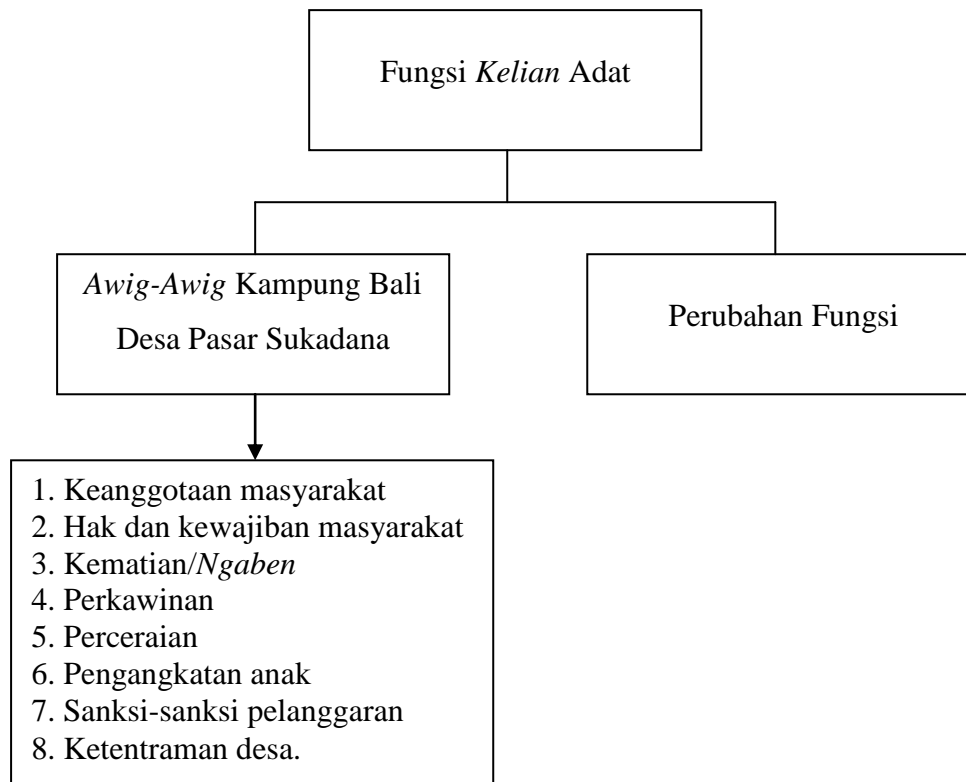 Fungsi Kelian Adat
Awig-Awig Kampung Bali
Desa Pasar Sukadana
Perubahan Fungsi
1. Keanggotaan masyarakat
2. Hak dan kewajiban masyarakat
3. Kematian/Ngaben
4. Perkawinan
5. Perceraian
6. Pengangkatan anak
7. Sanksi-sanksi pelanggaran
8. Ketentraman desa.